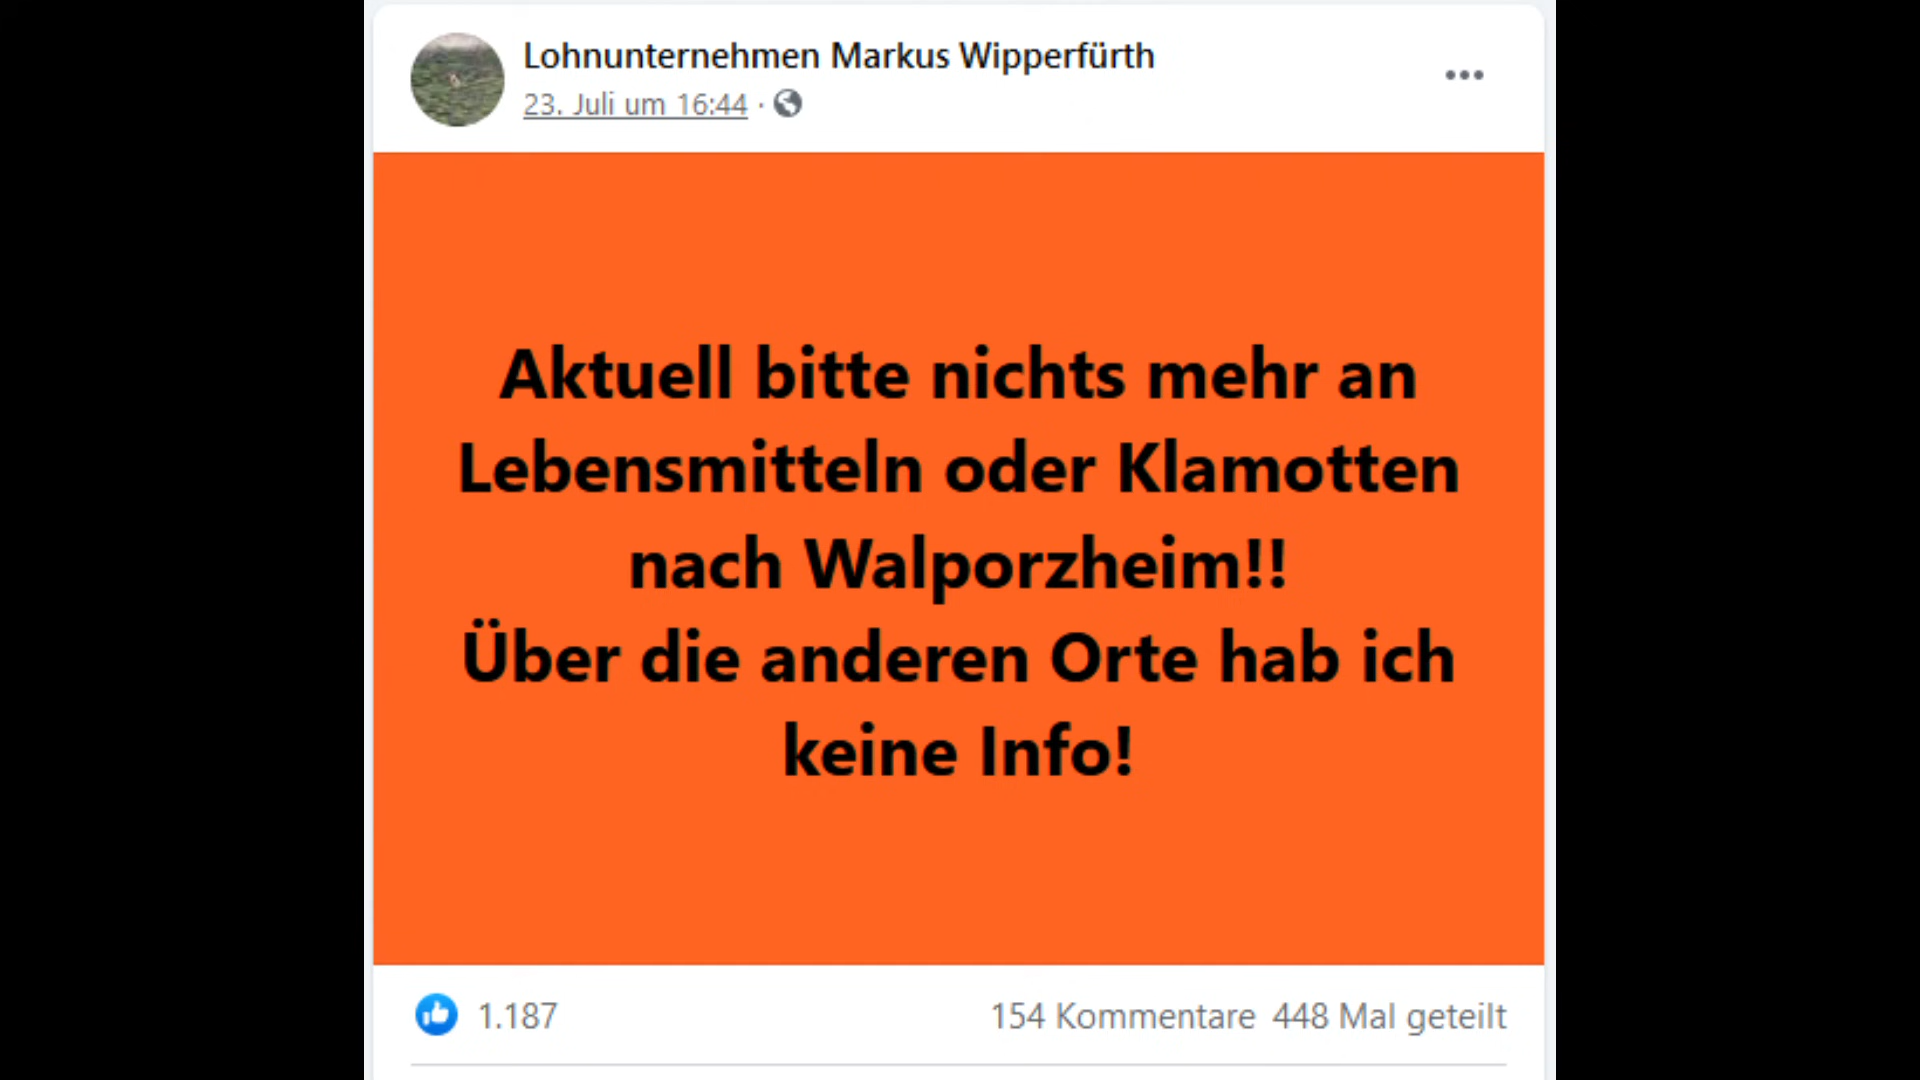 Lohnunternehmen Markus Wipperfürth
23. Juli um 16:44 ·
Aktuell bitte nichts mehr an
Lebensmitteln oder Klamotten
nach Walporzheim!!
Über die anderen Orte hab ich
keine Info!
1.187 154 Kommentare 448 Mal geteilt